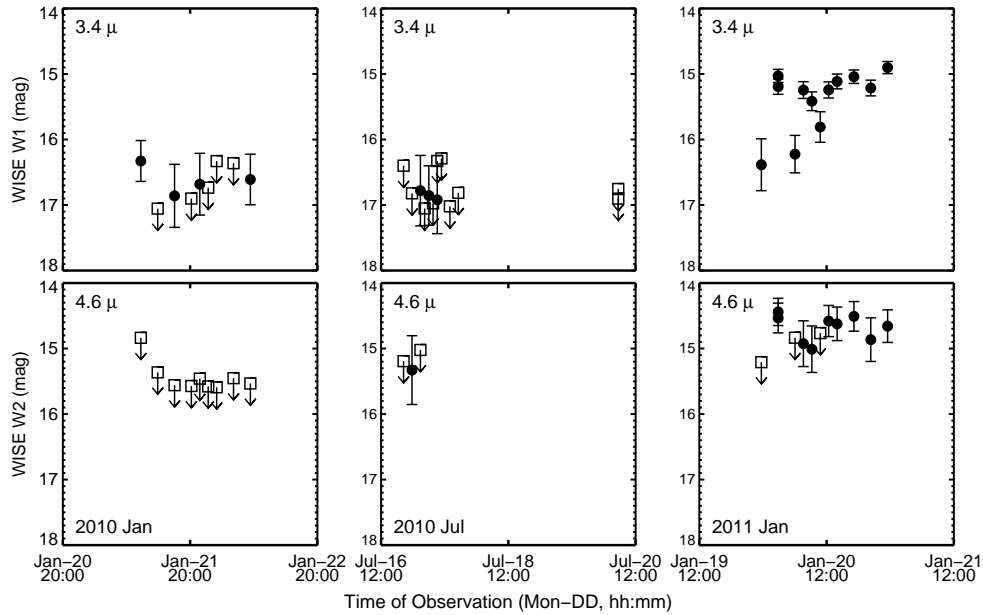 14
15
16
17
18
WISE W1 (mag)
3.4 μ
14
15
16
17
18
3.4 μ
14
15
16
17
18
3.4 μ
14
15
16
17
18
WISE W2 (mag)
4.6 μ
2010 Jan
14
15
16
17
18
4.6 μ
2010 Jul
14
15
16
17
18
4.6 μ
2011 Jan
Jan−20 20:00
Jan−21 20:00
Jan−22 20:00
Jul−16 12:00
Jul−18 12:00
Jul−20 12:00
Jan−19 12:00
Jan−20 12:00
Jan−21 12:00
Time of Observation (Mon−DD, hh:mm)